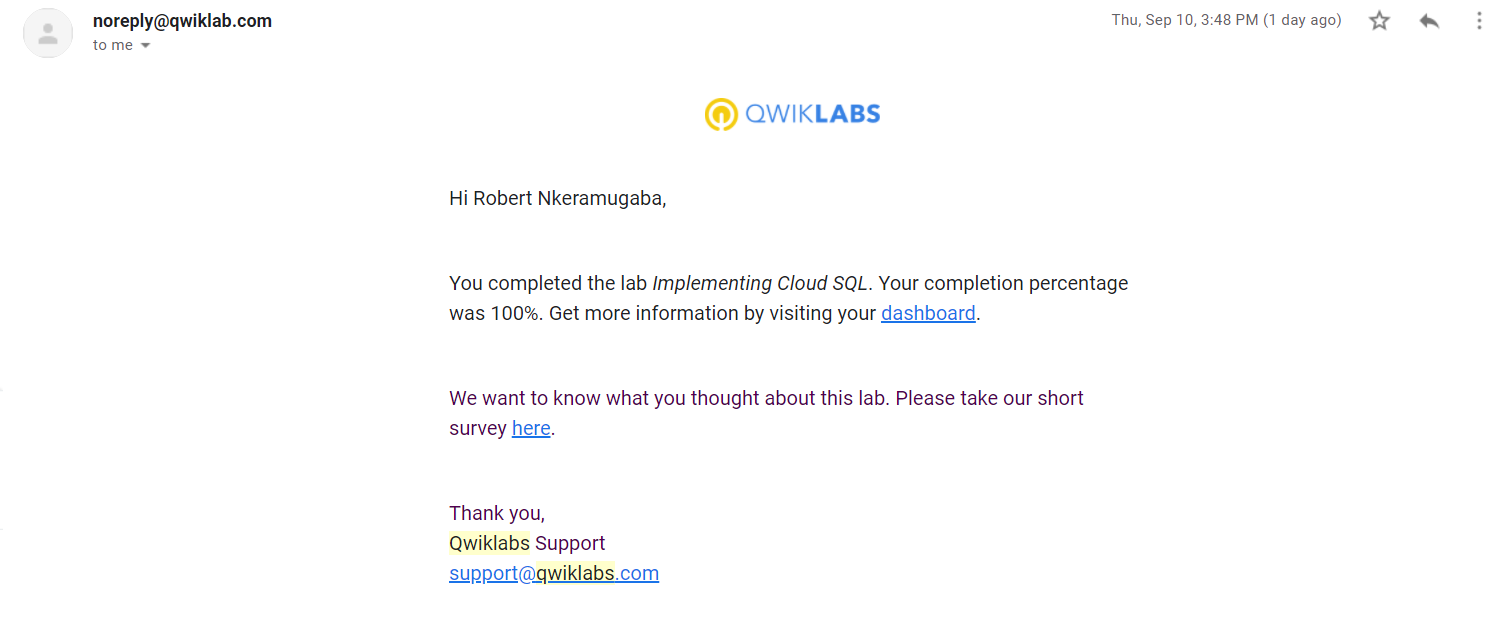 noreply@qwiklab.com
Thu, Sep 10, 3:48 PM (1 day ago)
to me
QWIKLABS
Hi Robert Nkeramugaba,
You completed the lab Implementing Cloud SQL. Your completion percentage
was 100%. Get more information by visiting your dashboard.
We want to know what you thought about this lab. Please take our short
survey here.
Thank you,
Qwiklabs Support
support@qwiklabs.com